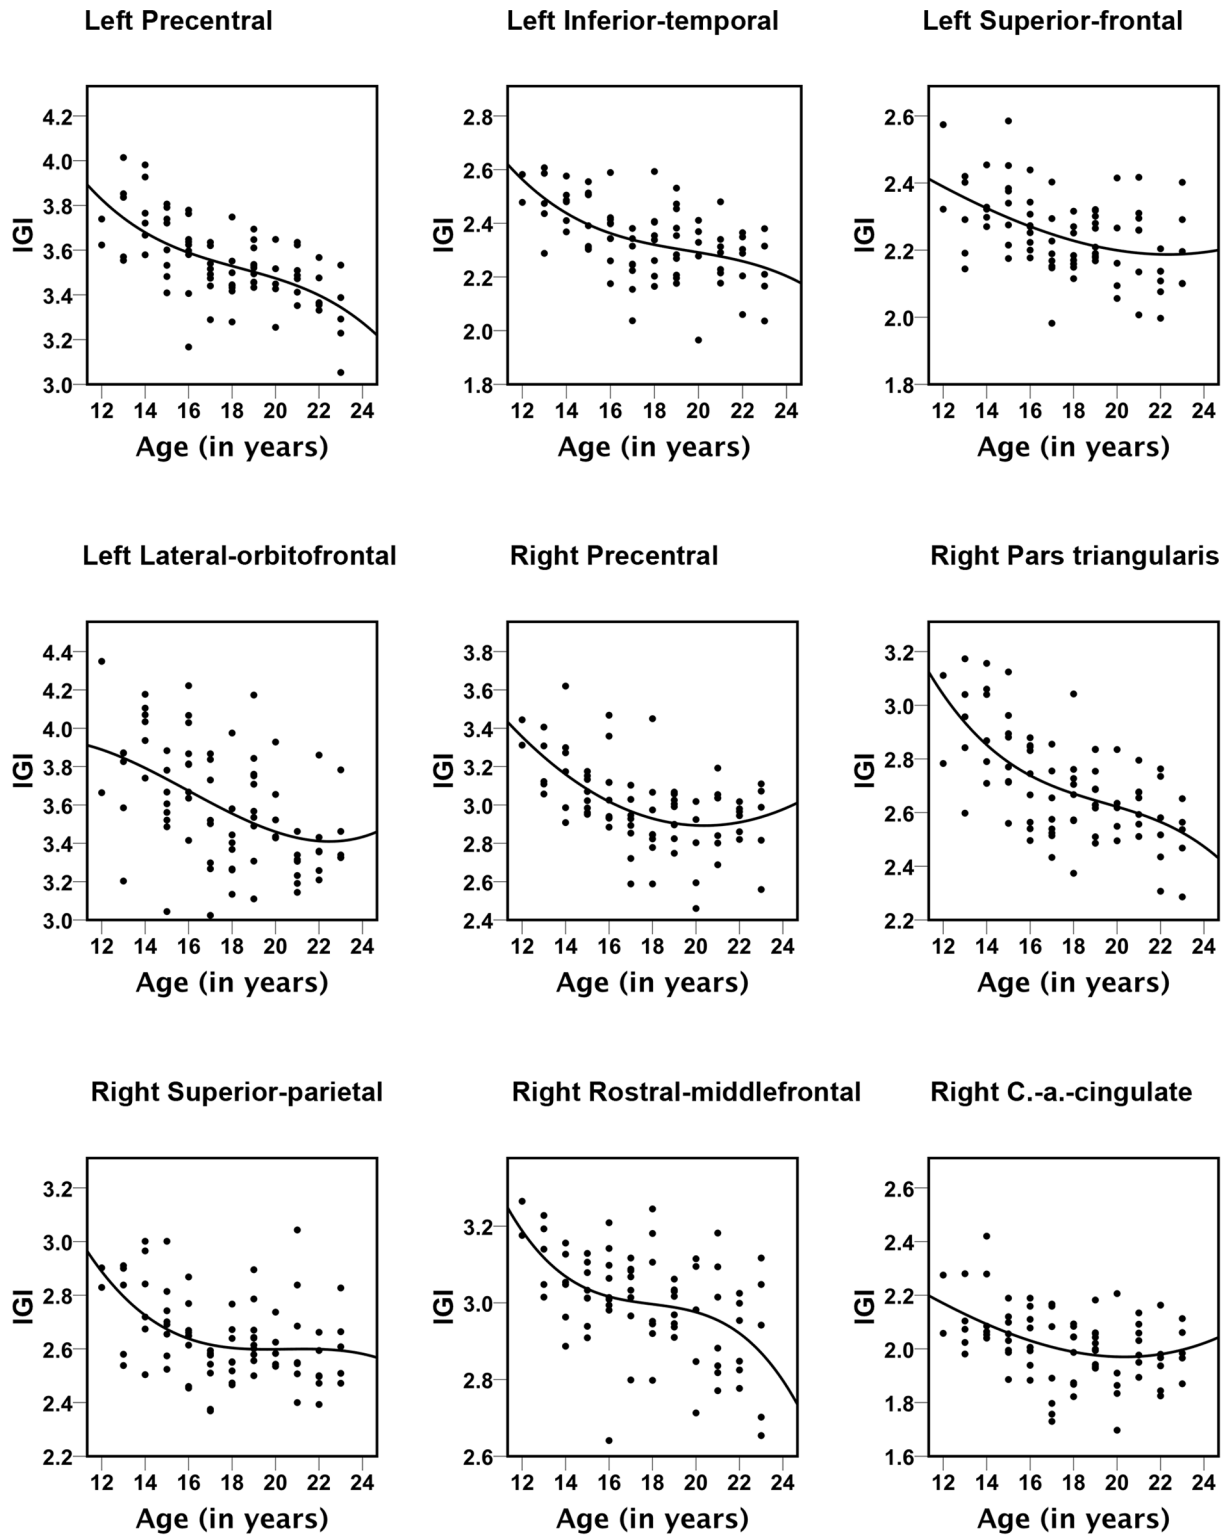 Left Precentral Left Inferior-temporal Left Superior-frontal
4.2 2.8 2.6
4.0 2.6 2.4
3.8 2.4 2.2
3.6 2.2 2.0
3.4 2.0 1.8
3.2 1.8
3.0
IGI IGI IGI
12 14 16 18 20 22 24 12 14 16 18 20 22 24 12 14 16 18 20 22 24
Age (in years) Age (in years) Age (in years)
Left Lateral-orbitofrontal Right Precentral Right Pars triangularis
4.4 3.8 3.2
4.2 3.6 3.0
4.0 3.4 2.8
3.8 3.2 2.6
3.6 3.0 2.4
3.4 2.8 2.2
3.2 2.6
3.0 2.4
IGI IGI IGI
12 14 16 18 20 22 24 12 14 16 18 20 22 24 12 14 16 18 20 22 24
Age (in years) Age (in years) Age (in years)
Right Superior-parietal Right Rostral-middlefrontal Right C.-a.-cingulate
3.2 3.2 2.6
3.0 3.0 2.4
2.8 2.8 2.2
2.6 2.6 2.0
2.4 1.8
2.2 1.6
IGI IGI IGI
12 14 16 18 20 22 24 12 14 16 18 20 22 24 12 14 16 18 20 22 24
Age (in years) Age (in years) Age (in years)